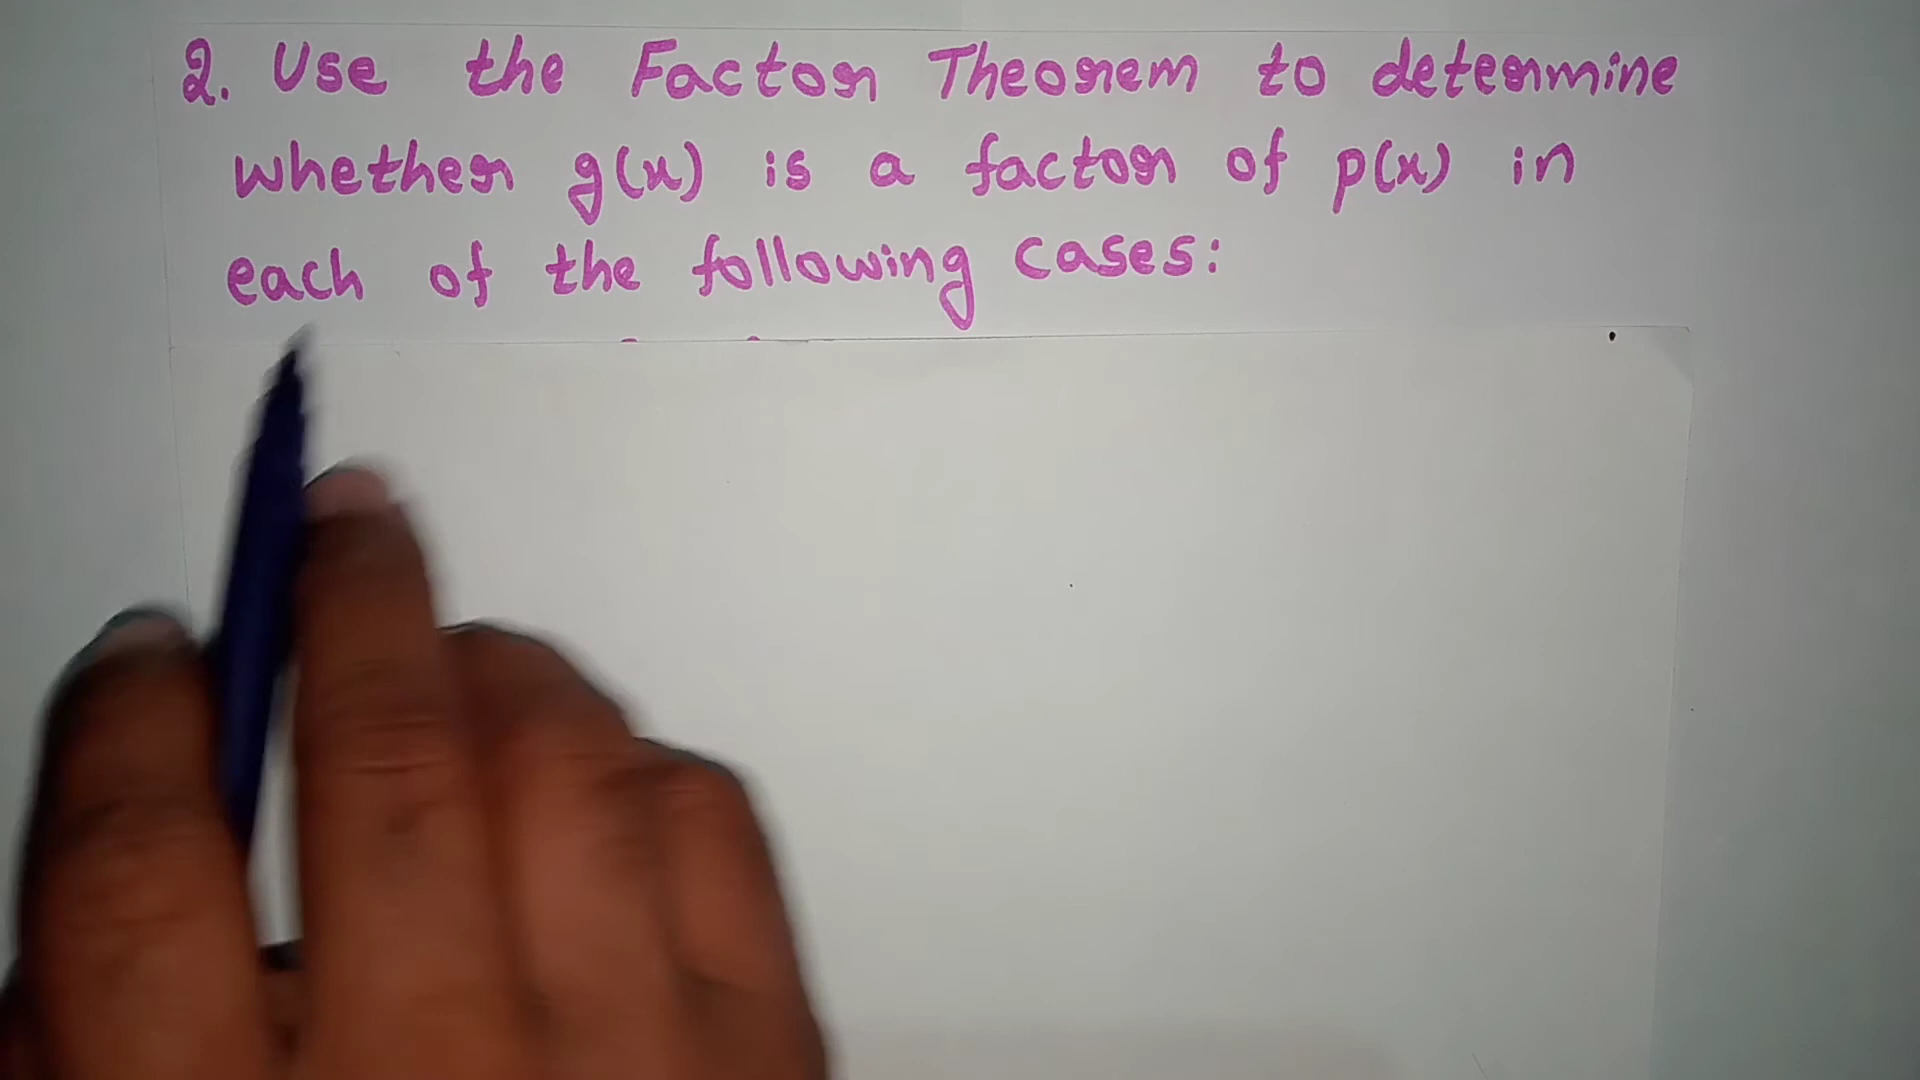 2. Use the Factor Theorem to determine
whether g(x) is a factor of p(x) in
each of the following cases: